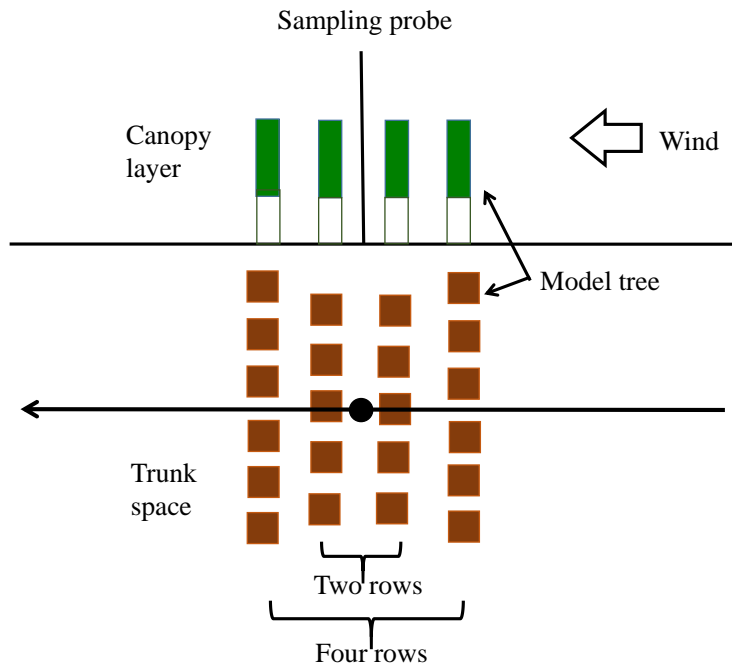 Sampling probe
Canopy
layer
Wind
Model tree
Trunk
space
Two rows
Four rows